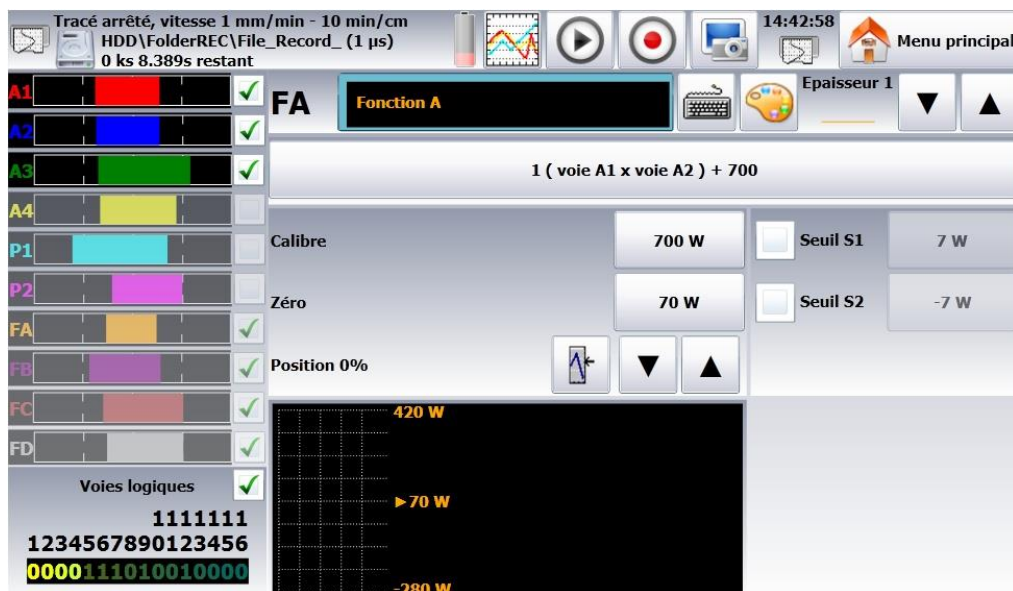 Tracé arrêté, vitesse 1 mm/min - 10 min/cm
HDD\FolderREC\File_Record_ (1 µs)
0 ks 8.389s restant
14:42:58
Menu principal
A1
A2
A3
A4
P1
P2
FA
FB
FC
FD
Voies logiques
1111111
1234567890123456
0000111010010000
FA
Fonction A
Epaisseur 1
▼
▲
1 ( voie A1 x voie A2 ) + 700
Calibre
700 W
Seuil S1
7 W
Zéro
70 W
Seuil S2
-7 W
Position 0%
▼
▲
420 W
►70 W
-280 W